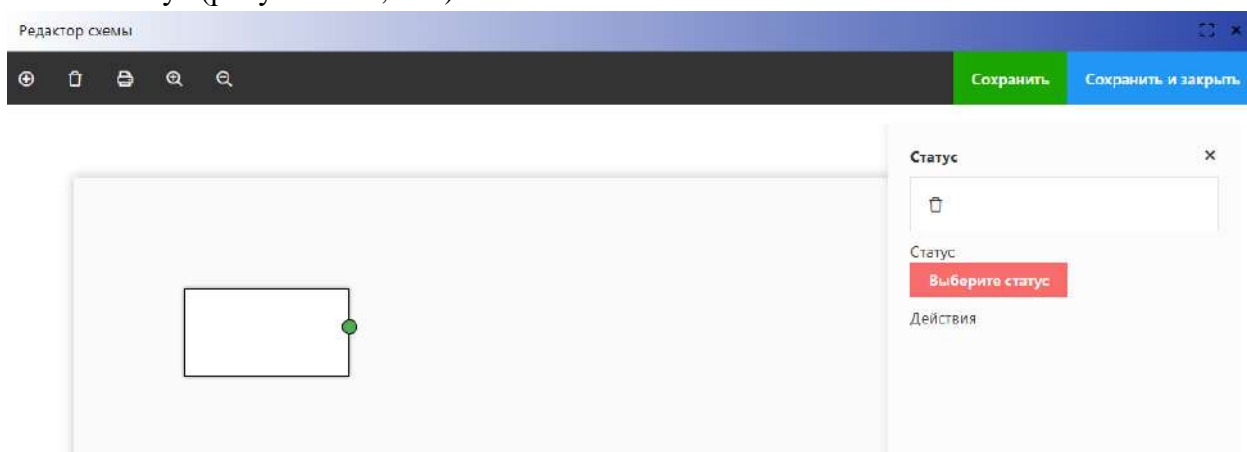 Редактор схемы
Сохранить Сохранить и закрыть
Статус
Статус
Выберите статус
Действия